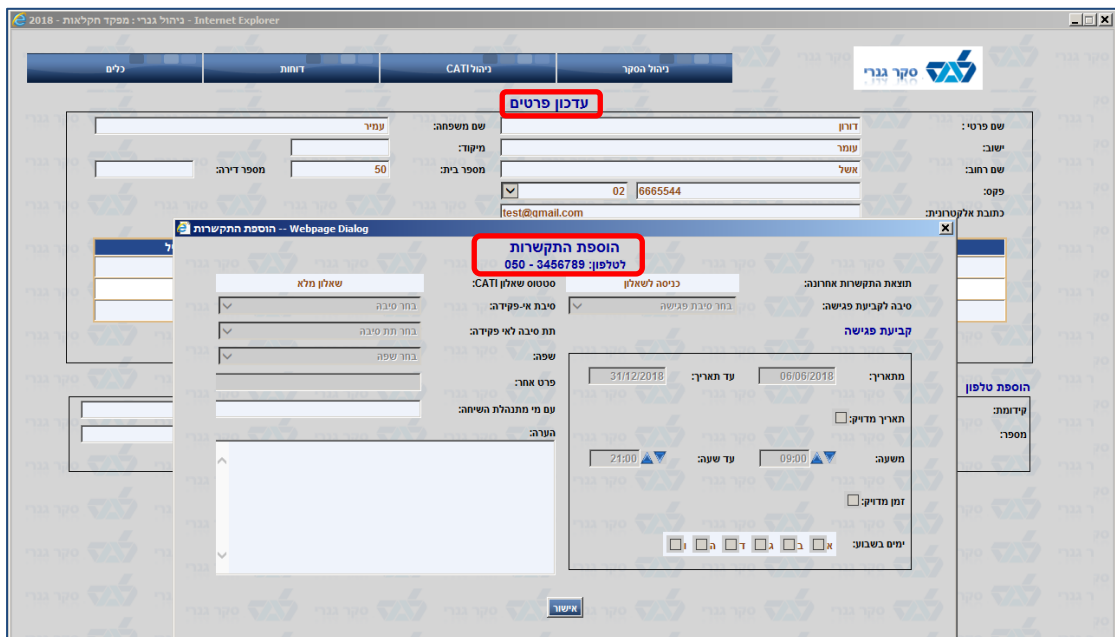 ניהול גנרי : מפקד חקלאות - 2018 - Internet Explorer
סקר גנרי
ניהול הסקר
ניהול CATI
דוחות
כלים
עדכון פרטים
שם פרטי : דורון שם משפחה: עמיר
ישוב: עומר מיקוד:
שם רחוב: אשל מספר בית: 50 מספר דירה:
פקס: 6665544 02
כתובת אלקטרונית: test@gmail.com
הוספת טלפון
קידומת:
מספר:
הוספת התקשרות -- Webpage Dialog
הוספת התקשרות
לטלפון: 3456789 - 050
תוצאת התקשרות אחרונה: כניסה לשאלון סטטוס שאלון CATI: שאלון מלא
סיבה לקביעת פגישה: בחר סיבת פגישה סיבת אי-פקידה: בחר סיבה
קביעת פגישה
תת סיבה לאי פקידה: בחר תת סיבה
שפה: בחר שפה
מתאריך: 06/06/2018 עד תאריך: 31/12/2018
פרט אחר:
עם מי מתנהלת השיחה:
תאריך מדויק:
הערה:
משעה: 09:00 עד שעה: 21:00
זמן מדויק:
ימים בשבוע: א ב ג ד ה ו
אישור